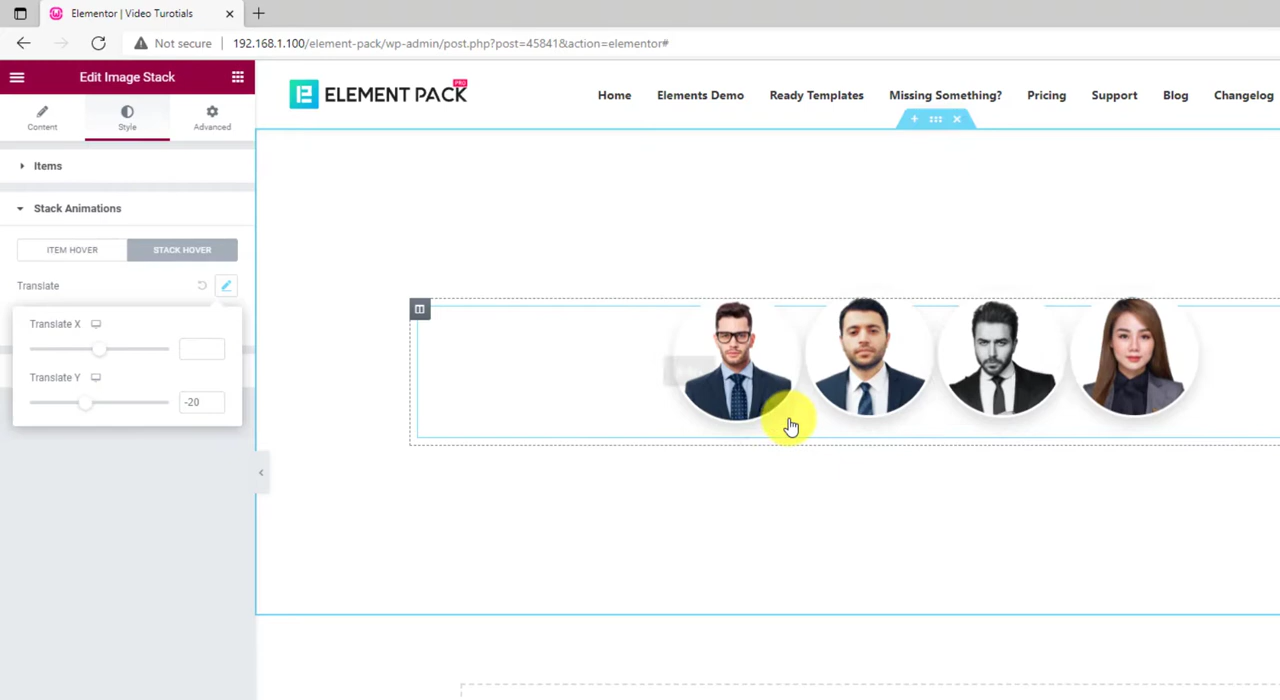 Elementor | Video Turotials
Not secure
192.168.1.100/element-pack/wp-admin/post.php?post=45841&action=elementor#
Edit Image Stack
Content
Style
Advanced
Items
Stack Animations
ITEM HOVER
STACK HOVER
Translate
Translate X
Translate Y
-20
ELEMENT PACK
PRO
Home
Elements Demo
Ready Templates
Missing Something?
Pricing
Support
Blog
Changelog